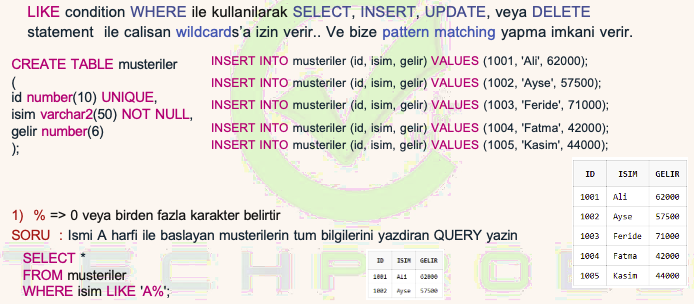 LIKE condition WHERE ile kullanilarak SELECT, INSERT, UPDATE, veya DELETE
statement ile calisan wildcards'a izin verir.. Ve bize pattern matching yapma imkani verir.
CREATE TABLE musteriler
(
id number(10) UNIQUE,
isim varchar2(50) NOT NULL,
gelir number(6)
);
INSERT INTO musteriler (id, isim, gelir) VALUES (1001, 'Ali', 62000);
INSERT INTO musteriler (id, isim, gelir) VALUES (1002, 'Ayse', 57500);
INSERT INTO musteriler (id, isim, gelir) VALUES (1003, 'Feride', 71000);
INSERT INTO musteriler (id, isim, gelir) VALUES (1004, 'Fatma', 42000);
INSERT INTO musteriler (id, isim, gelir) VALUES (1005, 'Kasim', 44000);
ID ISIM GELIR
1001 Ali 62000
1002 Ayse 57500
1003 Feride 71000
1004 Fatma 42000
1005 Kasim 44000
1) % => 0 veya birden fazla karakter belirtir
SORU : Ismi A harfi ile baslayan musterilerin tum bilgilerini yazdiran QUERY yazin
SELECT *
FROM musteriler
WHERE isim LIKE 'A%';
ID ISIM GELIR
1001 Ali 62000
1002 Ayse 57500